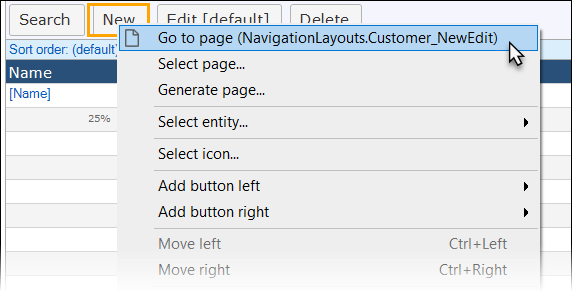 Search New Edit [default] Delete
Go to page (NavigationLayouts.Customer_NewEdit)
Sort order: (default)
Select page...
Name
Generate page...
[Name]
25%
Select entity...
Select icon...
Add button left
Add button right
Move left Ctrl+Left
Move right Ctrl+Right